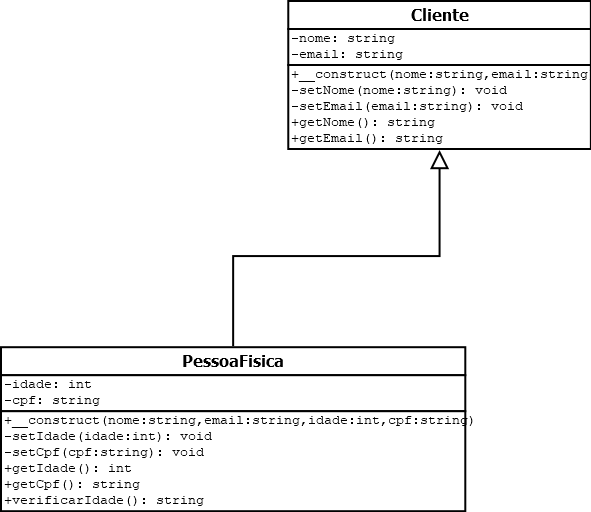 Cliente
-nome: string
-email: string
+__construct(nome:string,email:string
-setNome(nome:string): void
-setEmail(email:string): void
+getNome(): string
+getEmail(): string
PessoaFisica
-idade: int
-cpf: string
+__construct(nome:string,email:string,idade:int,cpf:string)
-setIdade(idade:int): void
-setCpf(cpf:string): void
+getIdade(): int
+getCpf(): string
+verificarIdade(): string